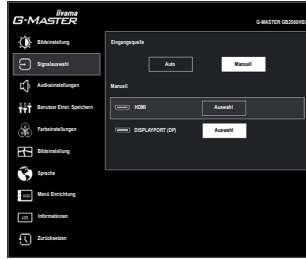 iiyama
G-MASTER
G-MASTER GB2560HSU
Bildeinstellung
Eingangsquelle
Auto
Manuell
Signalauswahl
Audioeinstellungen
Manuell
Benutzer Einst. Speichern
HDMI
Auswahl
Farbeinstellungen
DISPLAYPORT (DP)
Auswahl
Bildeinstellung
Sprache
Menü Einrichtung
Informationen
Zurücksetzen